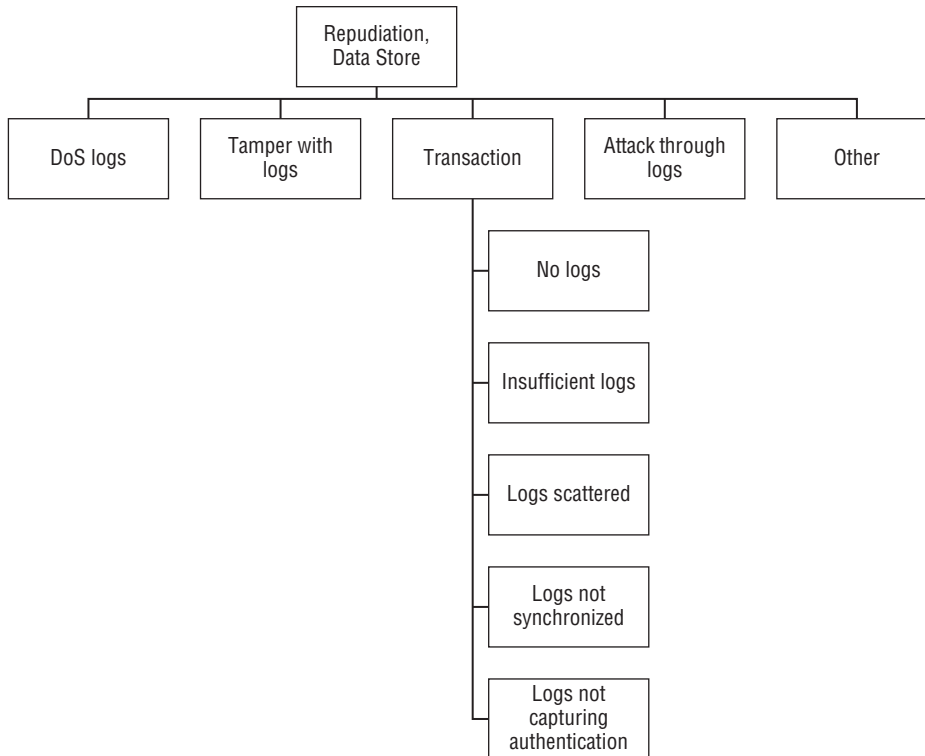 Repudiation,
Data Store
DoS logs
Tamper with
logs
Transaction
Attack through
logs
Other
No logs
Insufficient logs
Logs scattered
Logs not
synchronized
Logs not
capturing
authentication